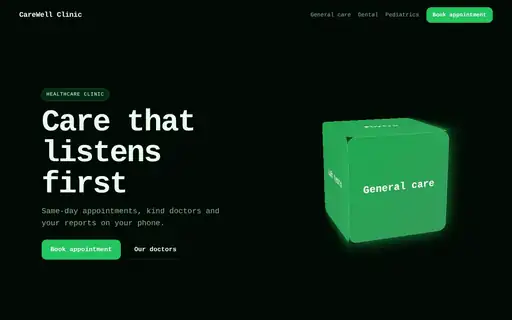 CareWell Clinic
General care Dental Pediatrics Book appointment
HEALTHCARE CLINIC
Care that
listens
first
Same-day appointments, kind doctors and
your reports on your phone.
Book appointment Our doctors
General care